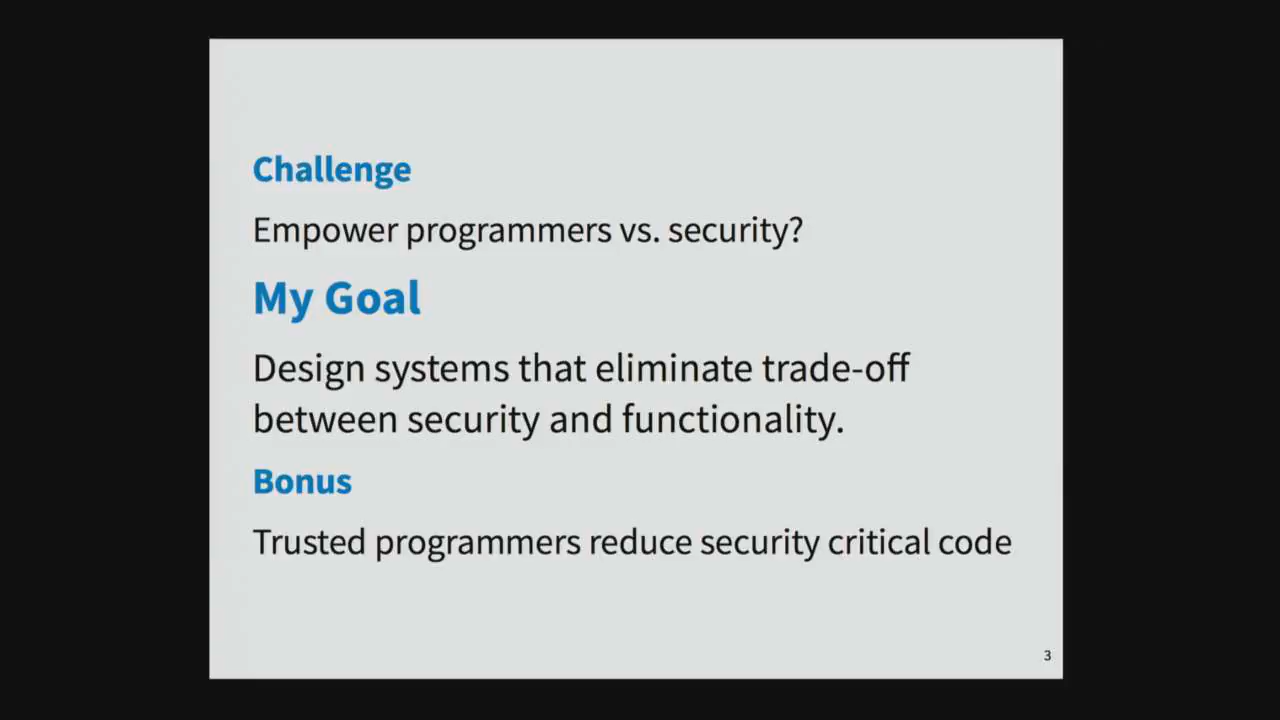 Challenge
Empower programmers vs. security?
My Goal
Design systems that eliminate trade-off
between security and functionality.
Bonus
Trusted programmers reduce security critical code
3